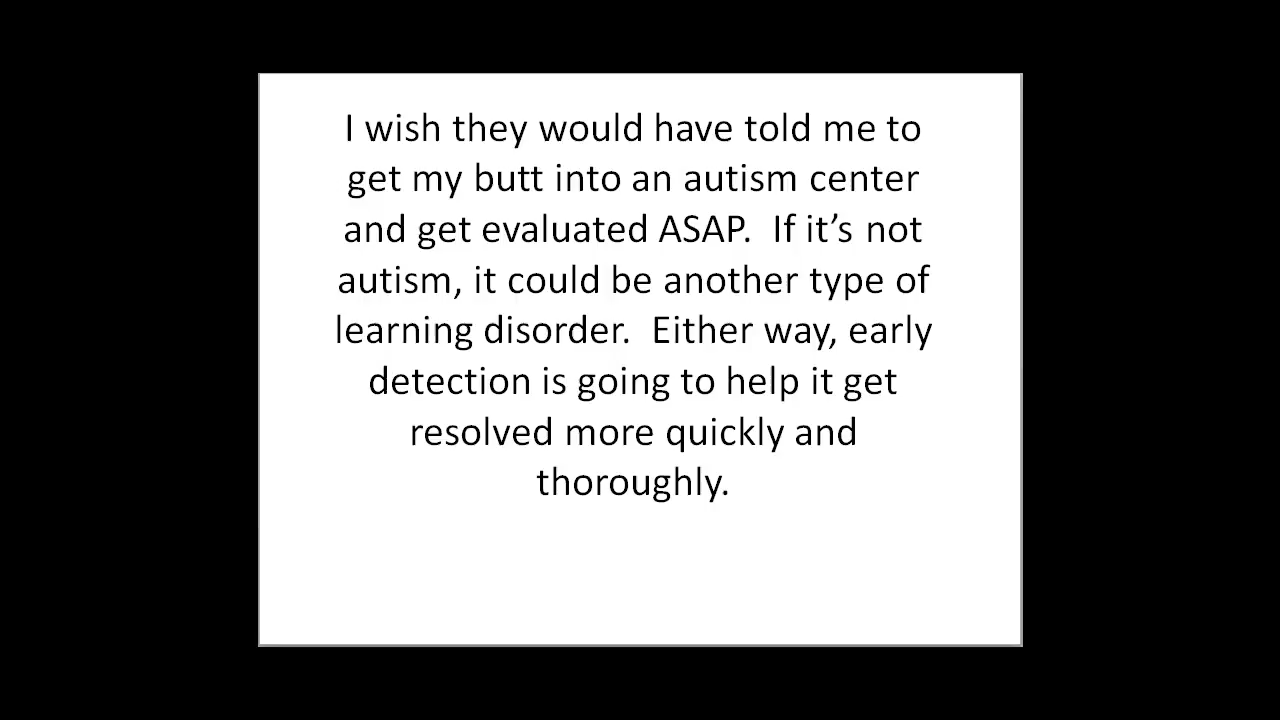 I wish they would have told me to
get my butt into an autism center
and get evaluated ASAP.  If it’s not
autism, it could be another type of
learning disorder.  Either way, early
detection is going to help it get
resolved more quickly and
thoroughly.